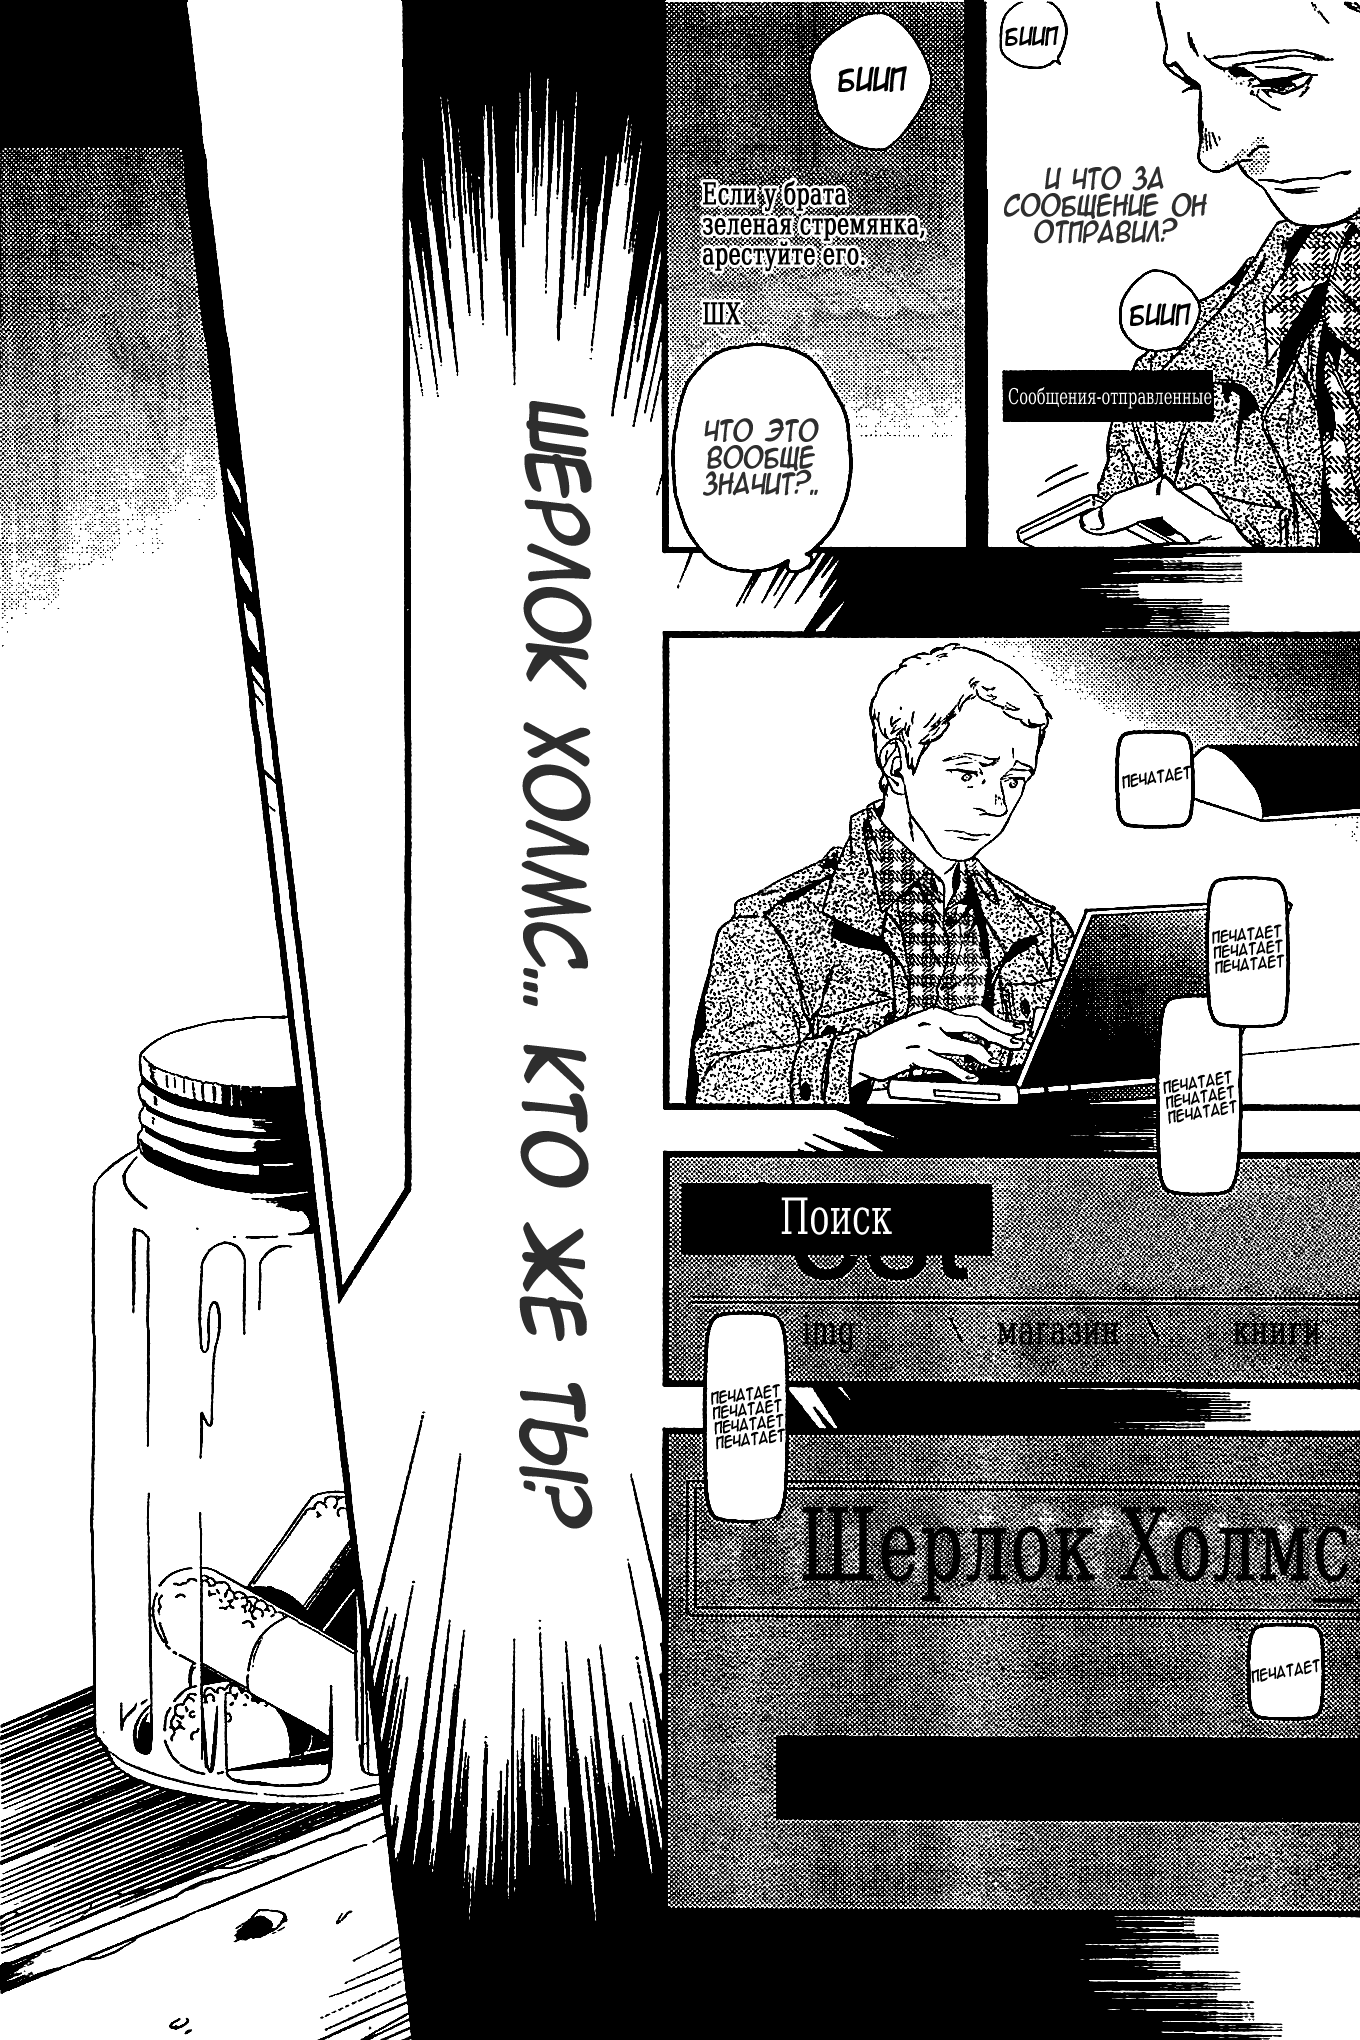 БИИП
И ЧТО ЗА
СООБЩЕНИЕ ОН
ОТПРАВИЛ?
БИИП
Сообщения-отправленные
БИИП
Если у брата
зеленая стремянка,
арестуйте его.
ШХ
ЧТО ЭТО
ВООБЩЕ
ЗНАЧИТ?..
ПЕЧАТАЕТ
ПЕЧАТАЕТ
ПЕЧАТАЕТ
ПЕЧАТАЕТ
ПЕЧАТАЕТ
ПЕЧАТАЕТ
ПЕЧАТАЕТ
Поиск
img \ магазин \ книги
ПЕЧАТАЕТ
ПЕЧАТАЕТ
ПЕЧАТАЕТ
ПЕЧАТАЕТ
Шерлок Холмс
ПЕЧАТАЕТ
ШЕРЛОК ХОЛМС... КТО ЖЕ ТЫ?